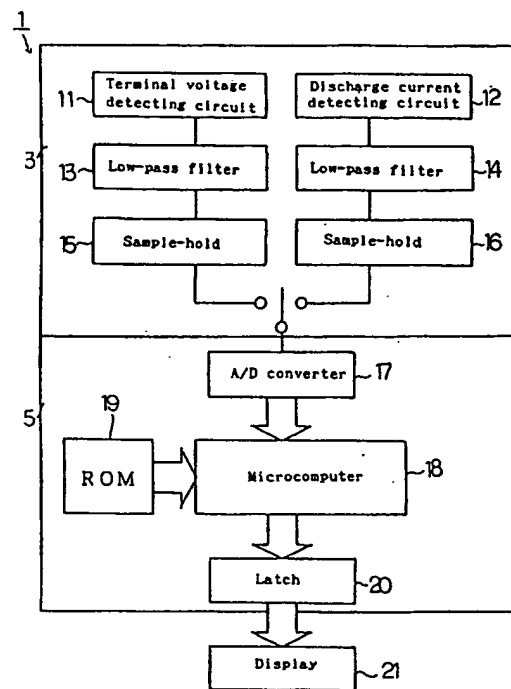 1
Terminal voltage
detecting circuit
11
Discharge current
detecting circuit
12
3
Low-pass filter
13
Low-pass filter
14
Sample-hold
15
Sample-hold
16
A/D converter
17
5
19
ROM
Microcomputer
18
Latch
20
Display
21